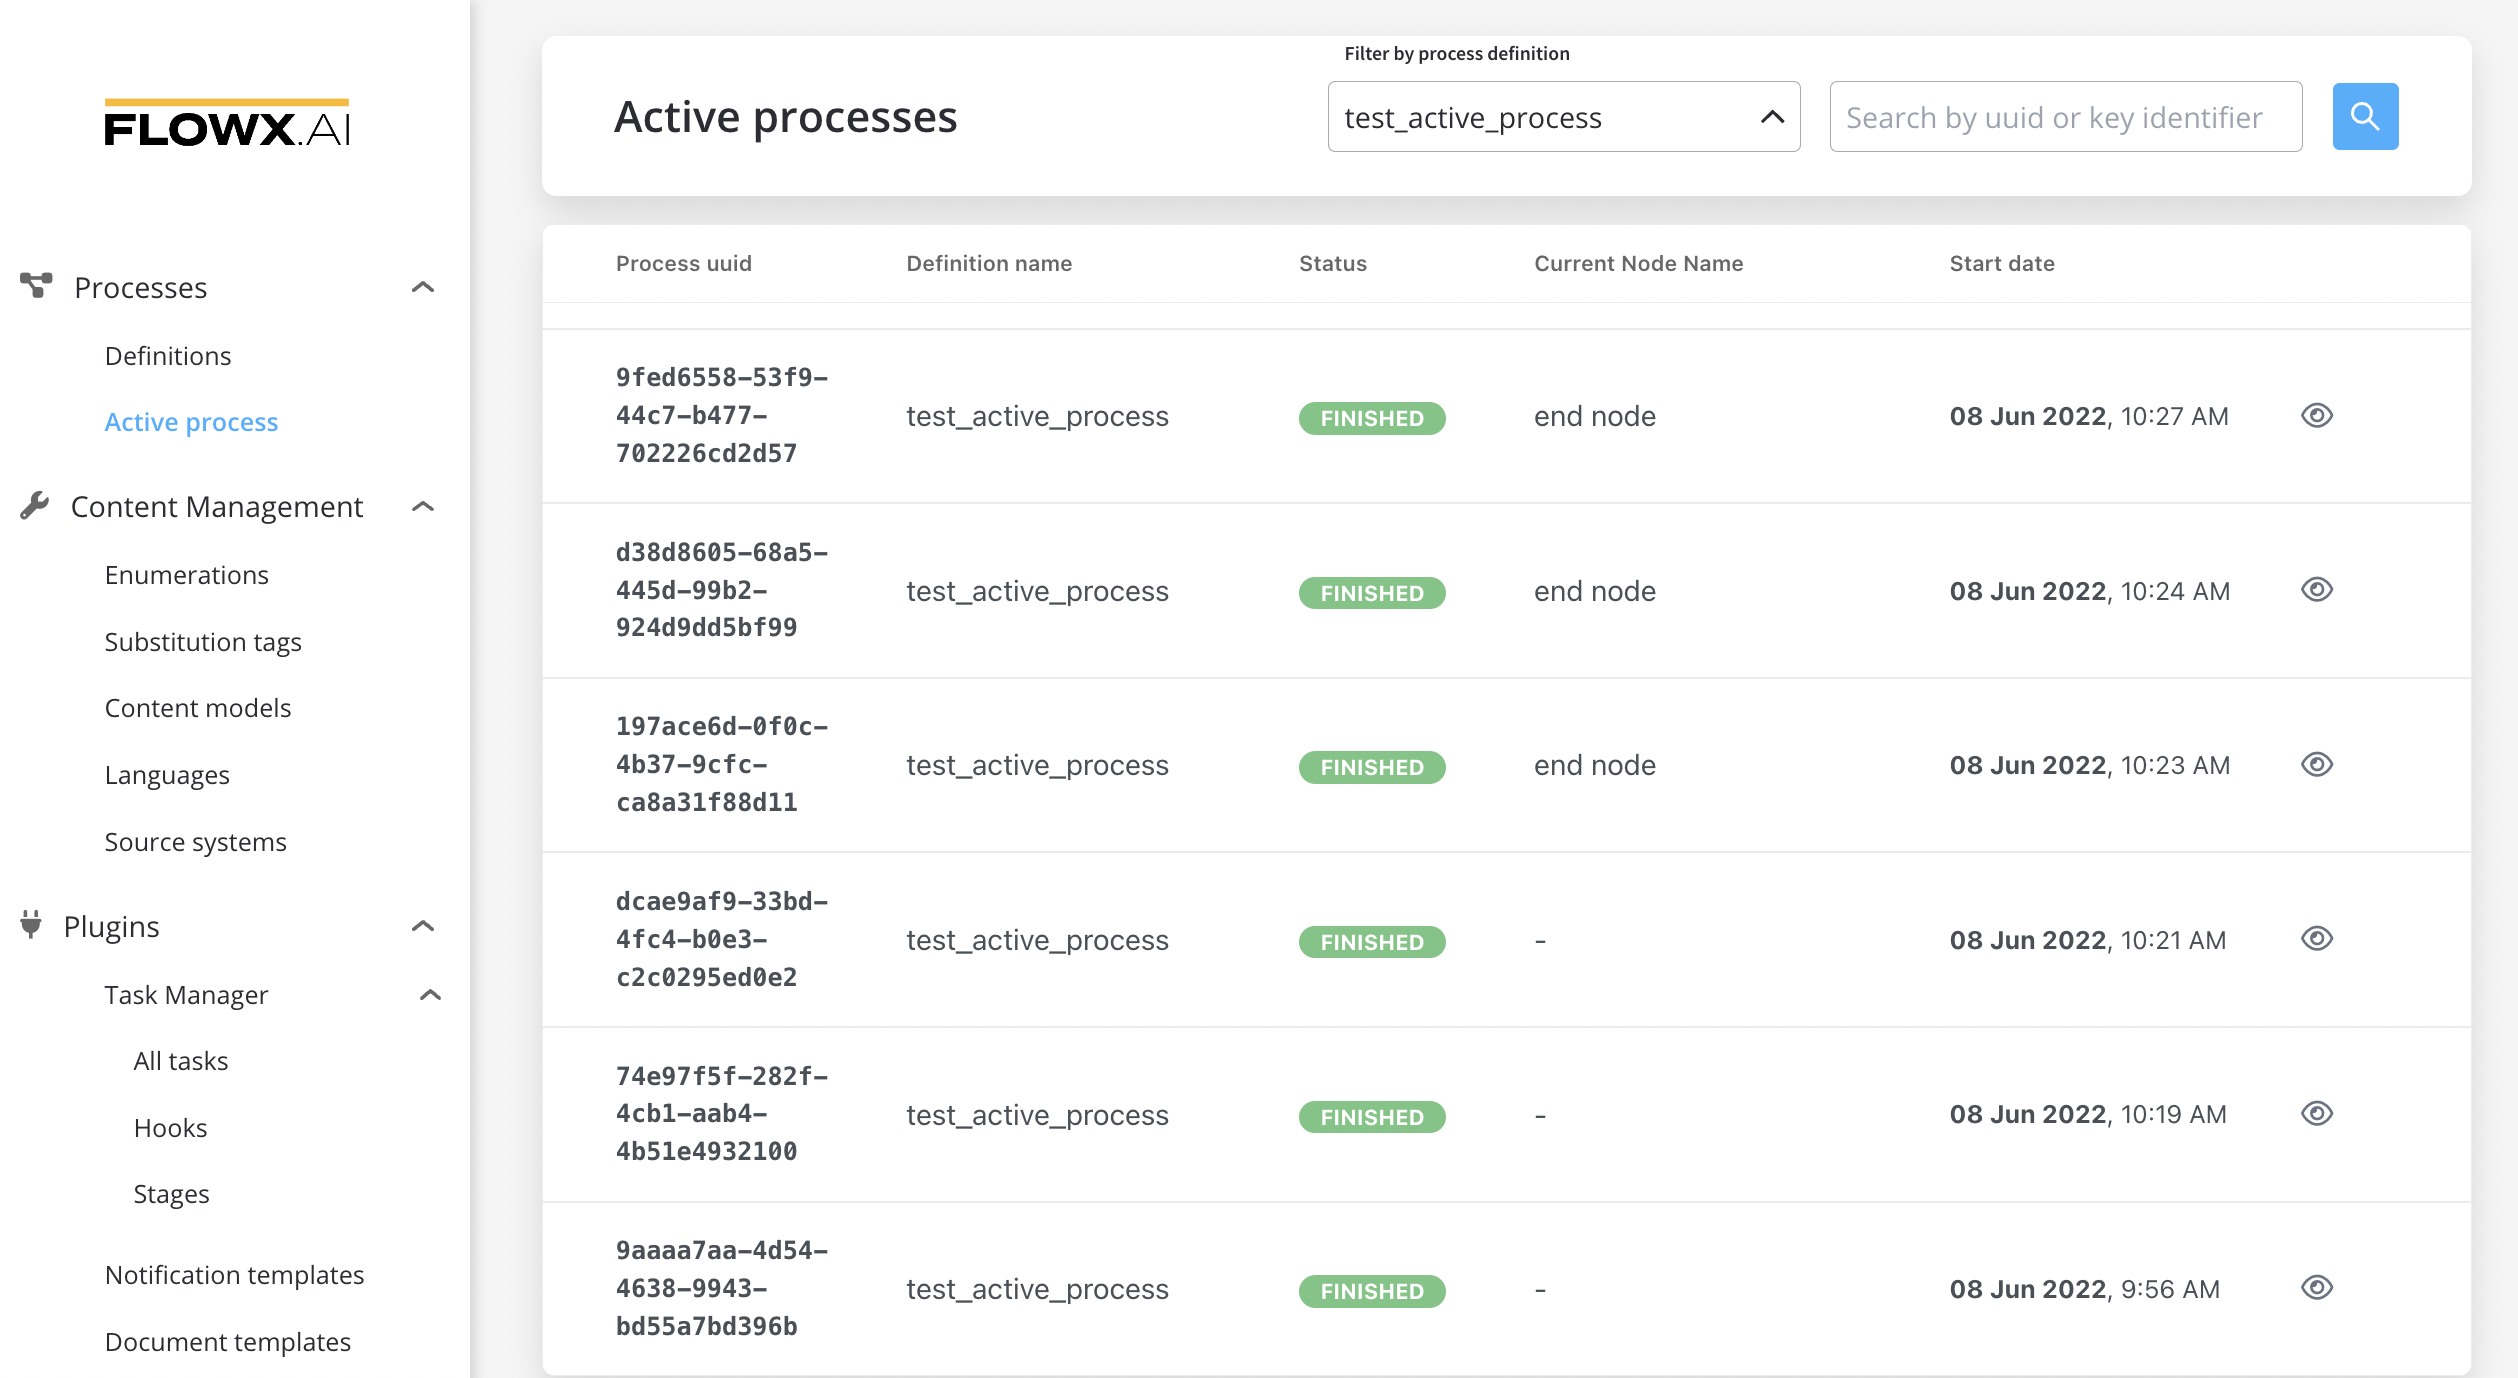 FLOWX.AI
Processes
Definitions
Active process
Content Management
Enumerations
Substitution tags
Content models
Languages
Source systems
Plugins
Task Manager
All tasks
Hooks
Stages
Notification templates
Document templates
Active processes
Filter by process definition
test_active_process
Search by uuid or key identifier
Process uuid Definition name Status Current Node Name Start date
9fed6558-53f9-
44c7-b477-
702226cd2d57
test_active_process FINISHED end node 08 Jun 2022, 10:27 AM
d38d8605-68a5-
445d-99b2-
924d9dd5bf99
test_active_process FINISHED end node 08 Jun 2022, 10:24 AM
197ace6d-0f0c-
4b37-9cfc-
ca8a31f88d11
test_active_process FINISHED end node 08 Jun 2022, 10:23 AM
dcae9af9-33bd-
4fc4-b0e3-
c2c0295ed0e2
test_active_process FINISHED - 08 Jun 2022, 10:21 AM
74e97f5f-282f-
4cb1-aab4-
4b51e4932100
test_active_process FINISHED - 08 Jun 2022, 10:19 AM
9aaaa7aa-4d54-
4638-9943-
bd55a7bd396b
test_active_process FINISHED - 08 Jun 2022, 9:56 AM